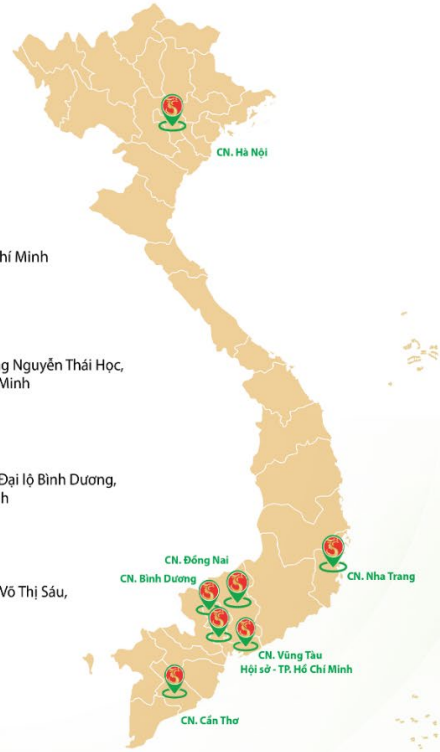 CN. Hà Nội
hí Minh
g Nguyễn Thái Học,
Minh
Đại lộ Bình Dương,
h
CN. Đồng Nai
CN. Bình Dương
CN. Nha Trang
Võ Thị Sáu,
CN. Vũng Tàu
Hội sở - TP. Hồ Chí Minh
CN. Cần Thơ